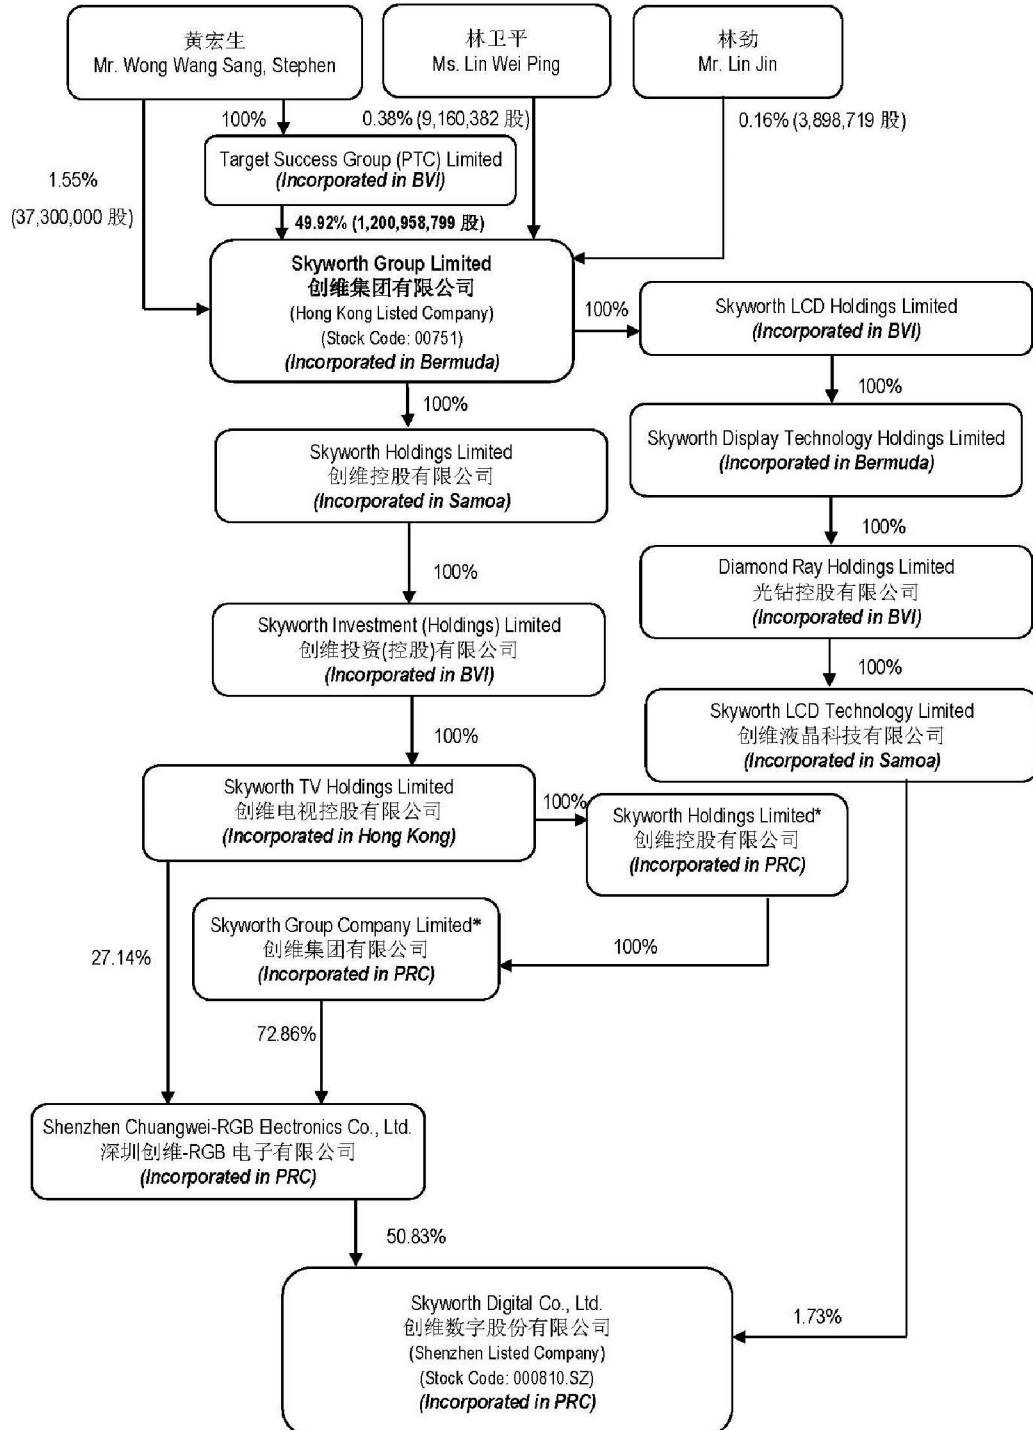 黄宏生
Mr. Wong Wang Sang, Stephen
林卫平
Ms. Lin Wei Ping
林劲
Mr. Lin Jin
100%
0.38% (9,160,382 股)
0.16% (3,898,719 股)
1.55%
(37,300,000 股)
Target Success Group (PTC) Limited
(Incorporated in BVI)
49.92% (1,200,958,799 股)
Skyworth Group Limited
创维集团有限公司
(Hong Kong Listed Company)
(Stock Code: 00751)
(Incorporated in Bermuda)
100%
Skyworth LCD Holdings Limited
(Incorporated in BVI)
100%
100%
Skyworth Holdings Limited
创维控股有限公司
(Incorporated in Samoa)
Skyworth Display Technology Holdings Limited
(Incorporated in Bermuda)
100%
100%
Diamond Ray Holdings Limited
光钻控股有限公司
(Incorporated in BVI)
Skyworth Investment (Holdings) Limited
创维投资(控股)有限公司
(Incorporated in BVI)
100%
100%
Skyworth LCD Technology Limited
创维液晶科技有限公司
(Incorporated in Samoa)
Skyworth TV Holdings Limited
创维电视控股有限公司
(Incorporated in Hong Kong)
100%
Skyworth Holdings Limited*
创维控股有限公司
(Incorporated in PRC)
Skyworth Group Company Limited*
创维集团有限公司
(Incorporated in PRC)
100%
27.14%
72.86%
Shenzhen Chuangwei-RGB Electronics Co., Ltd.
深圳创维-RGB 电子有限公司
(Incorporated in PRC)
50.83%
Skyworth Digital Co., Ltd.
创维数字股份有限公司
(Shenzhen Listed Company)
(Stock Code: 000810.SZ)
(Incorporated in PRC)
1.73%